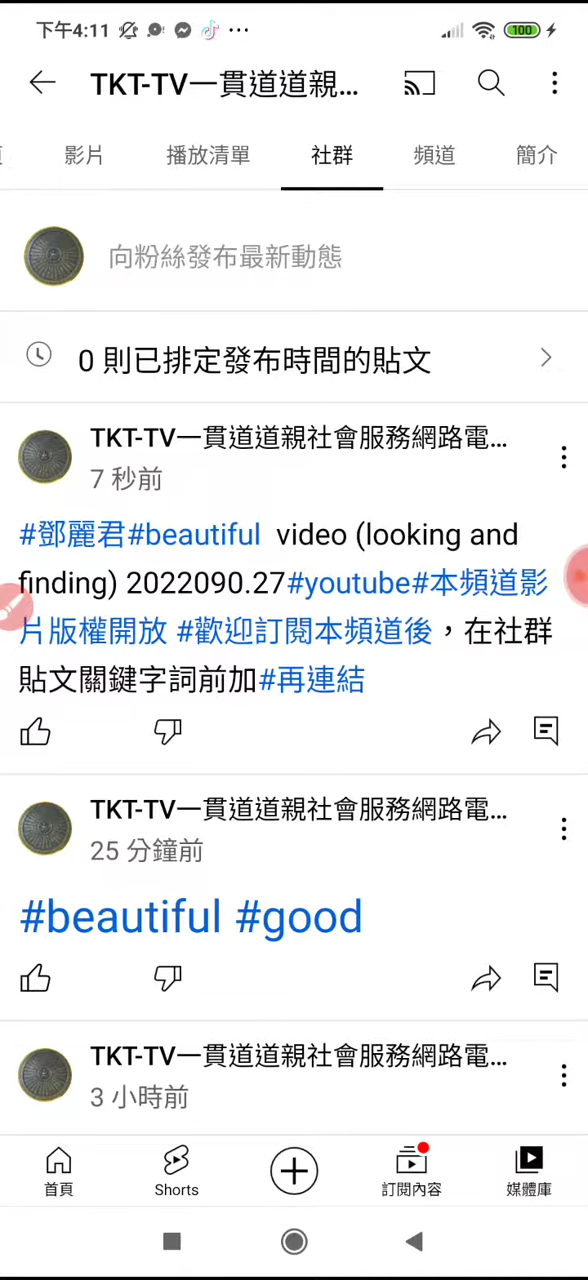 下午4:11
100
TKT-TV一貫道道親...
影片
播放清單
社群
頻道
簡介
向粉絲發布最新動態
0 則已排定發布時間的貼文
TKT-TV一貫道道親社會服務網路電...
7 秒前
#鄧麗君#beautiful video (looking and
finding) 2022090.27#youtube#本頻道影
片版權開放 #歡迎訂閱本頻道後，在社群
貼文關鍵字詞前加#再連結
TKT-TV一貫道道親社會服務網路電...
25 分鐘前
#beautiful #good
TKT-TV一貫道道親社會服務網路電...
3 小時前
首頁
Shorts
訂閱內容
媒體庫